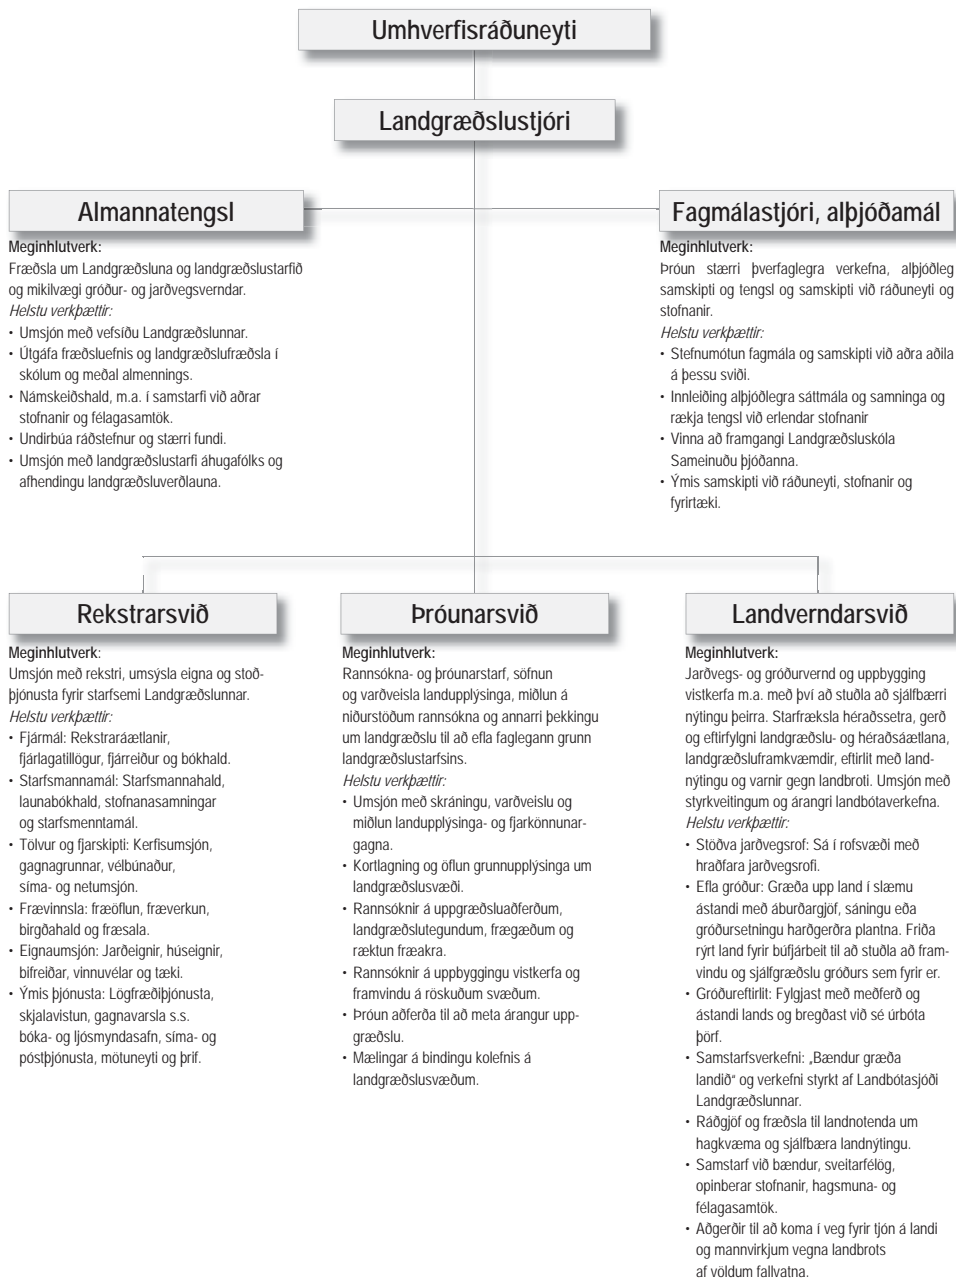 Umhverfisráðuneyti
Landgræðslustjóri
Almannatengsl
Meginhlutverk:
Fræðsla um Landgræðsluna og landgræðslustarfið
og mikilvægi gróður- og jarðvegsverndar.
Helstu verkþættir:
• Umsjón með vefsíðu Landgræðslunnar.
• Útgáfa fræðsluefnis og landgræðslufræðsla í
skólum og meðal almennings.
• Námskeiðshald, m.a. í samstarfi við aðrar
stofnanir og félagasamtök.
• Undirbúa ráðstefnur og stærri fundi.
• Umsjón með landgræðslustarfi áhugafólks og
afhendingu landgræðsluverðlauna.
Fagmálastjóri, alþjóðamál
Meginhlutverk:
Þróun stærri þverfaglegra verkefna, alþjóðleg
samskipti og tengsl og samskipti við ráðuneyti og
stofnanir.
Helstu verkþættir:
• Stefnumótun fagmála og samskipti við aðra aðila
á þessu sviði.
• Innleiðing alþjóðlegra sáttmála og samninga og
rækja tengsl við erlendar stofnanir
• Vinna að framgangi Landgræðsluskóla
Sameinuðu þjóðanna.
• Ýmis samskipti við ráðuneyti, stofnanir og
fyrirtæki.
Rekstrarsvið
Meginhlutverk:
Umsjón með rekstri, umsýsla eigna og stoð-
þjónusta fyrir starfsemi Landgræðslunnar.
Helstu verkþættir:
• Fjármál: Rekstraráætlanir,
fjárlagatillögur, fjárreiður og bókhald.
• Starfsmannamál: Starfsmannahald,
launabókhald, stofnanasamningar
og starfsmenntamál.
• Tölvur og fjarskipti: Kerfisumsjón,
gagnagrunnar, vélbúnaður,
síma- og netumsjón.
• Frævinnsla: fræöflun, fræverkun,
birgðahald og fræsala.
• Eignaumsjón: Jarðeignir, húseignir,
bifreiðar, vinnuvélar og tæki.
• Ýmis þjónusta: Lögfræðiþjónusta,
skjalavistun, gagnavarsla s.s.
bóka- og ljósmyndasafn, síma- og
póstþjónusta, mötuneyti og þrif.
Þróunarsvið
Meginhlutverk:
Rannsókna- og þróunarstarf, söfnun
og varðveisla landupplýsinga, miðlun á
niðurstöðum rannsókna og annarri þekkingu
um landgræðslu til að efla faglegann grunn
landgræðslustarfsins.
Helstu verkþættir:
• Umsjón með skráningu, varðveislu og
miðlun landupplýsinga- og fjarkönnunar-
gagna.
• Kortlagning og öflun grunnupplýsinga um
landgræðslusvæði.
• Rannsóknir á uppgræðsluaðferðum,
landgræðslutegundum, frægæðum og
ræktun fræakra.
• Rannsóknir á uppbyggingu vistkerfa og
framvindu á röskuðum svæðum.
• Þróun aðferða til að meta árangur upp-
græðslu.
• Mælingar á bindingu kolefnis á
landgræðslusvæðum.
Landverndarsvið
Meginhlutverk:
Jarðvegs- og gróðurvernd og uppbygging
vistkerfa m.a. með því að stuðla að sjálfbærri
nýtingu þeirra. Starfræksla héraðssetra, gerð
og eftirfylgni landgræðslu- og héraðsáætlana,
landgræðsluframkvæmdir, eftirlit með land-
nýtingu og varnir gegn landbroti. Umsjón með
styrkveitingum og árangri landbótaverkefna.
Helstu verkþættir:
• Stöðva jarðvegsrof: Sá í rofsvæði með
hraðfara jarðvegsrofi.
• Efla gróður: Græða upp land í slæmu
ástandi með áburðargjöf, sáningu eða
gróðursetningu harðgerðra plantna. Friða
rýrt land fyrir búfjárbeit til að stuðla að fram-
vindu og sjálfgræðslu gróðurs sem fyrir er.
• Gróðureftirlit: Fylgjast með meðferð og
ástandi lands og bregðast við sé úrbóta
þörf.
• Samstarfsverkefni: „Bændur græða
landið“ og verkefni styrkt af Landbótasjóði
Landgræðslunnar.
• Ráðgjöf og fræðsla til landnotenda um
hagkvæma og sjálfbæra landnýtingu.
• Samstarf við bændur, sveitarfélög,
opinberar stofnanir, hagsmuna- og
félagasamtök.
• Aðgerðir til að koma í veg fyrir tjón á landi
og mannvirkjum vegna landbrots
af völdum fallvatna.